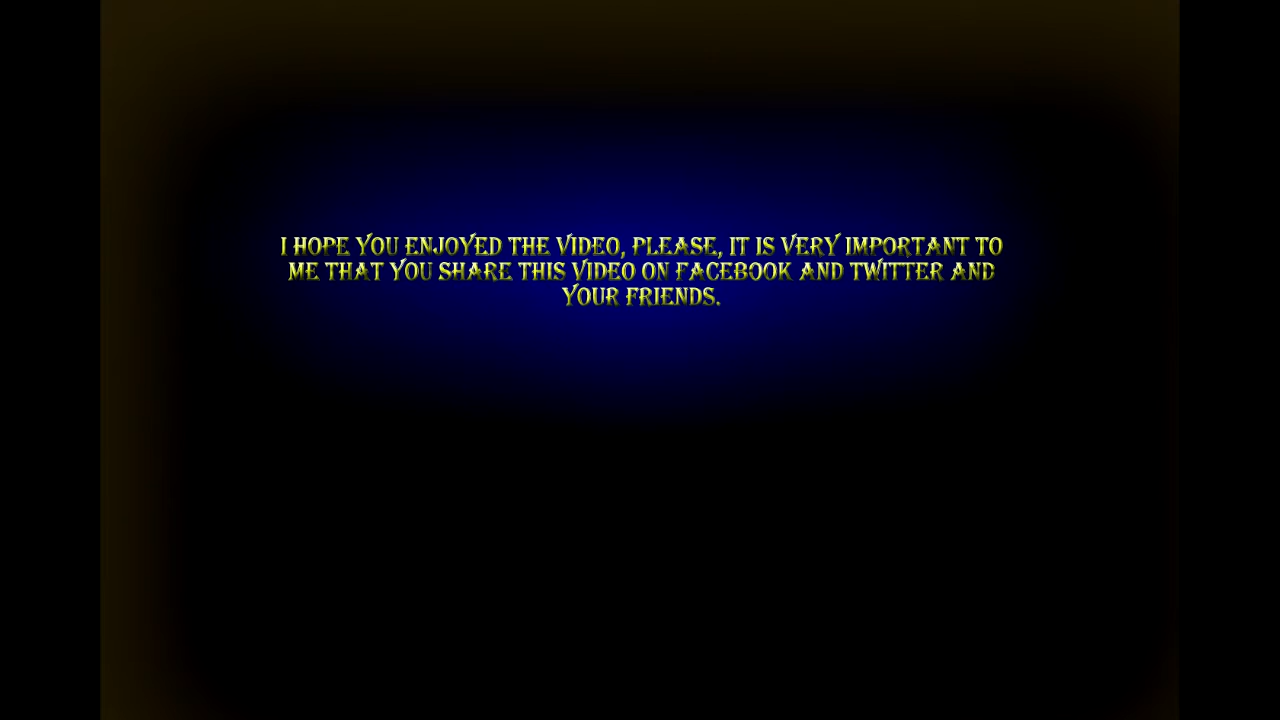 I HOPE YOU ENJOYED THE VIDEO, PLEASE, IT IS VERY IMPORTANT TO
ME THAT YOU SHARE THIS VIDEO ON FACEBOOK AND TWITTER AND
YOUR FRIENDS.